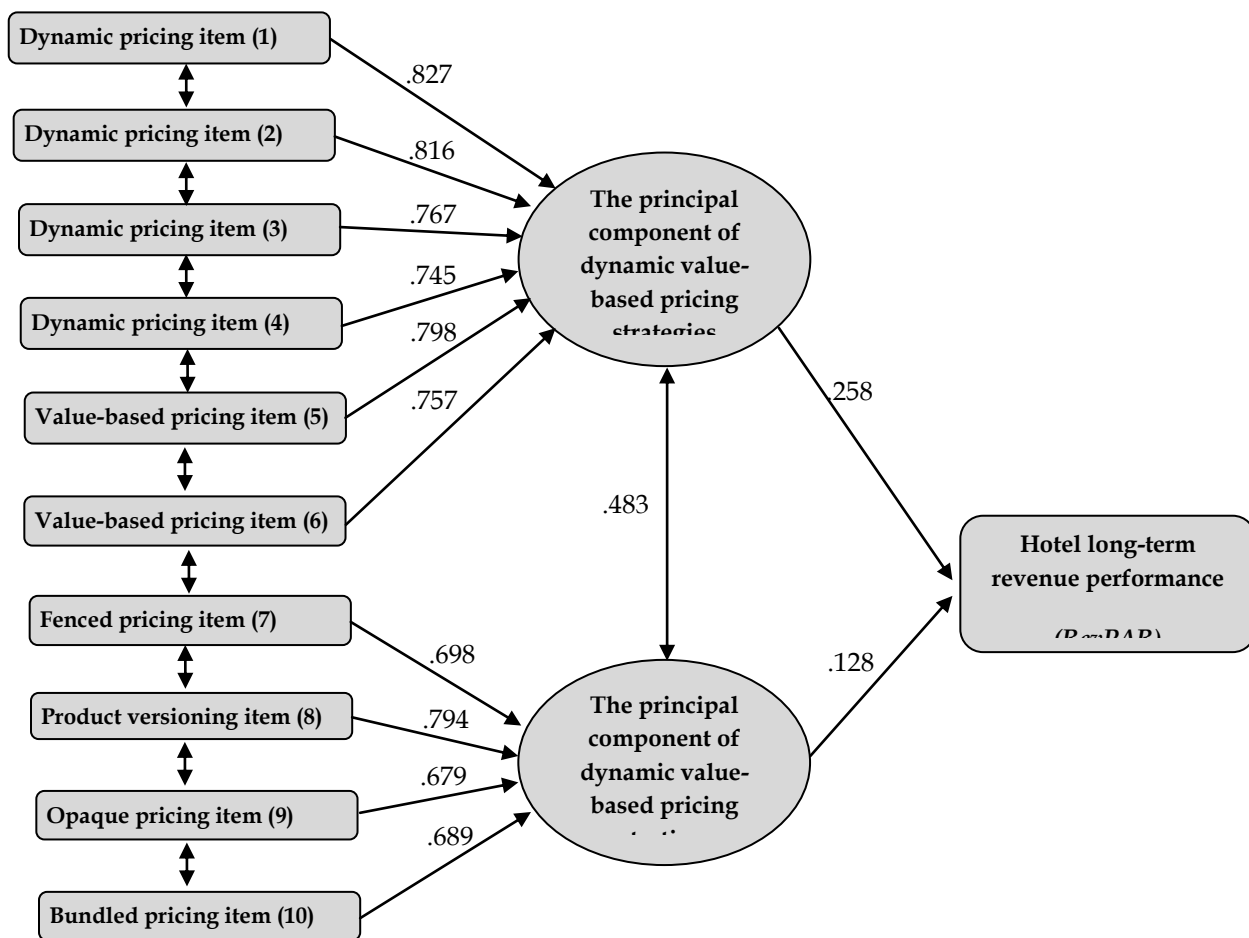 Dynamic pricing item (1)
.827
Dynamic pricing item (2)
.816
Dynamic pricing item (3)
.767
Dynamic pricing item (4)
.745
Value-based pricing item (5)
.798
Value-based pricing item (6)
.757
Fenced pricing item (7)
.698
Product versioning item (8)
.794
Opaque pricing item (9)
.679
Bundled pricing item (10)
.689
The principal
component of
dynamic value-
based pricing
strategies
.483
The principal
component of
dynamic value-
based pricing
.258
.128
Hotel long-term
revenue performance
(RevPAR)